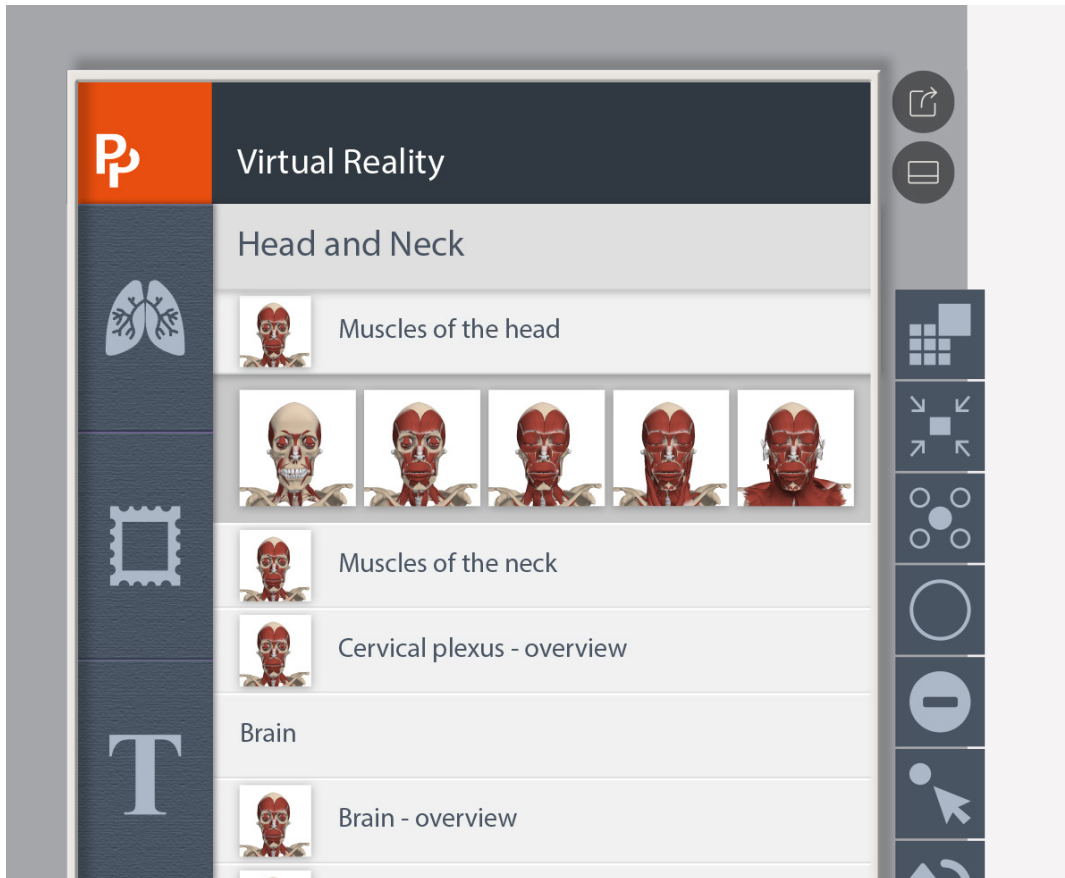 Pp
Virtual Reality
Head and Neck
Muscles of the head
Muscles of the neck
Cervical plexus - overview
Brain
T
Brain - overview